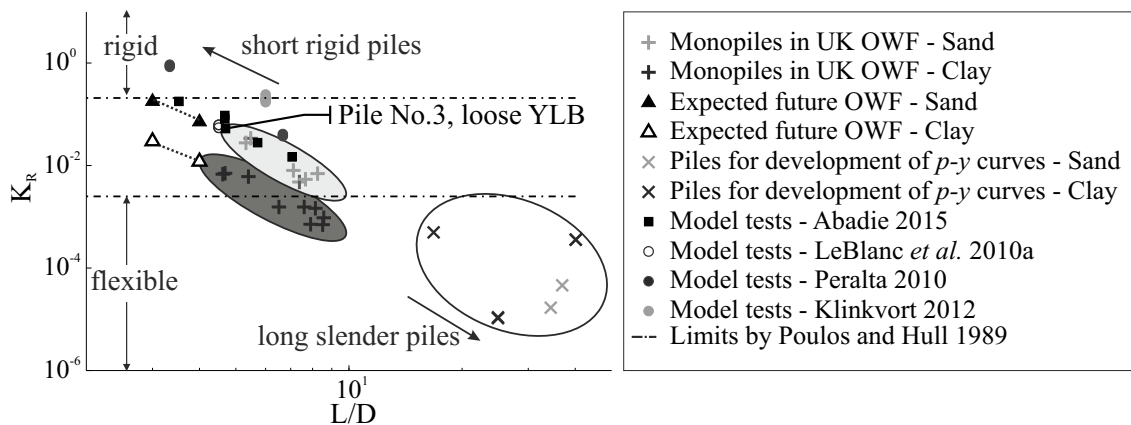 rigid
short rigid piles
Pile No.3, loose YLB
flexible
long slender piles
10^0
10^-2
10^-4
10^-6
K_R
10^1
L/D
Monopiles in UK OWF - Sand
Monopiles in UK OWF - Clay
Expected future OWF - Sand
Expected future OWF - Clay
Piles for development of p-y curves - Sand
Piles for development of p-y curves - Clay
Model tests - Abadie 2015
Model tests - LeBlanc et al. 2010a
Model tests - Peralta 2010
Model tests - Klinkvort 2012
Limits by Poulos and Hull 1989